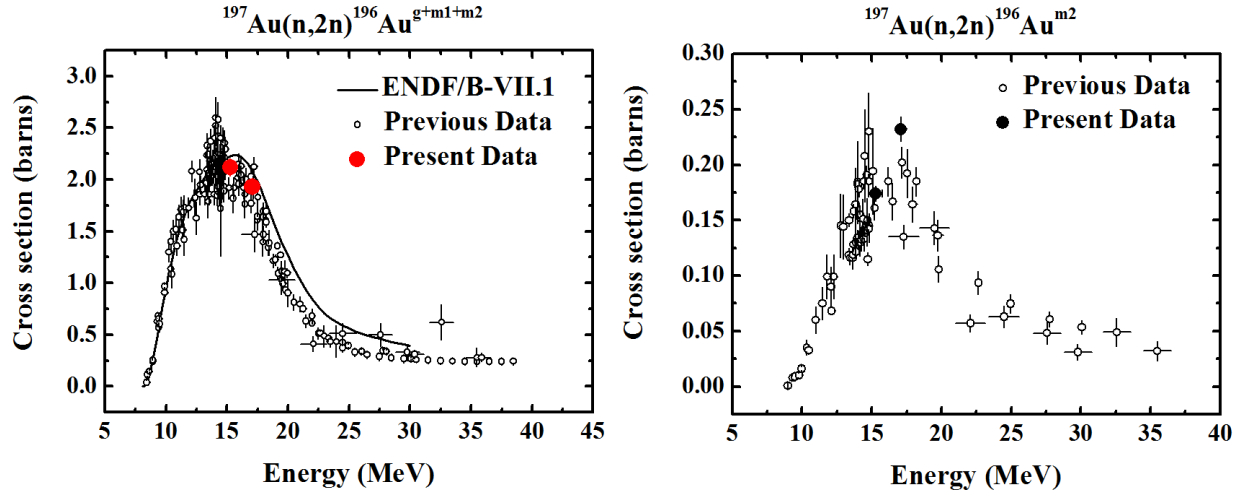 ¹⁹⁷Au(n,2n)¹⁹⁶Auᵍ⁺ᵐ¹⁺ᵐ²
Cross section (barns)
3.0
2.5
2.0
1.5
1.0
0.5
0.0
ENDF/B-VII.1
Previous Data
Present Data
5 10 15 20 25 30 35 40 45
Energy (MeV)
¹⁹⁷Au(n,2n)¹⁹⁶Auᵐ²
Cross section (barns)
0.30
0.25
0.20
0.15
0.10
0.05
0.00
Previous Data
Present Data
5 10 15 20 25 30 35 40
Energy (MeV)